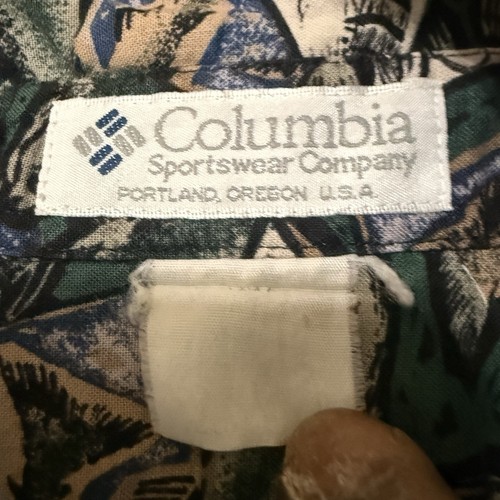 Columbia
Sportswear Company
PORTLAND, OREGON U.S.A.